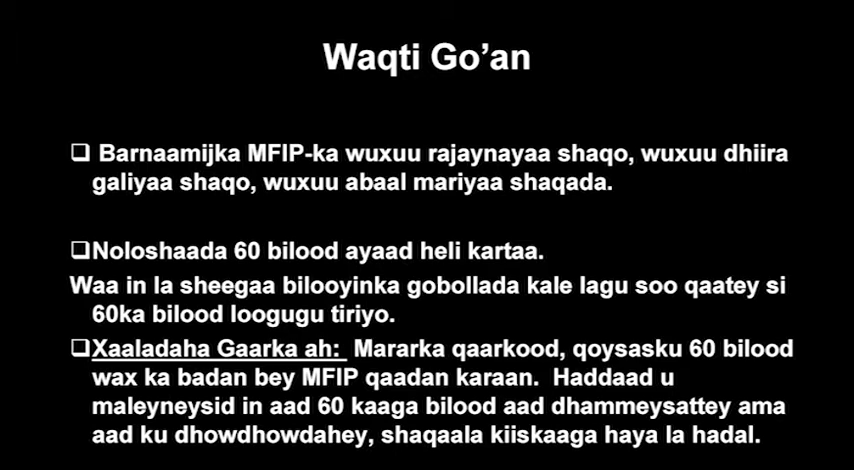 Waqti Go’an
❑ Barnaamijka MFIP-ka wuxuu rajaynayaa shaqo, wuxuu dhiira
galiyaa shaqo, wuxuu abaal mariyaa shaqada.
❑Noloshaada 60 bilood ayaad heli kartaa.
Waa in la sheegaa bilooyinka gobollada kale lagu soo qaatey si
60ka bilood loogugu tiriyo.
❑Xaaladaha Gaarka ah: Mararka qaarkood, qoysasku 60 bilood
wax ka badan bey MFIP qaadan karaan. Haddaad u
maleyneysid in aad 60 kaaga bilood aad dhammeysattey ama
aad ku dhowdhowdahey, shaqaala kiiskaaga haya la hadal.